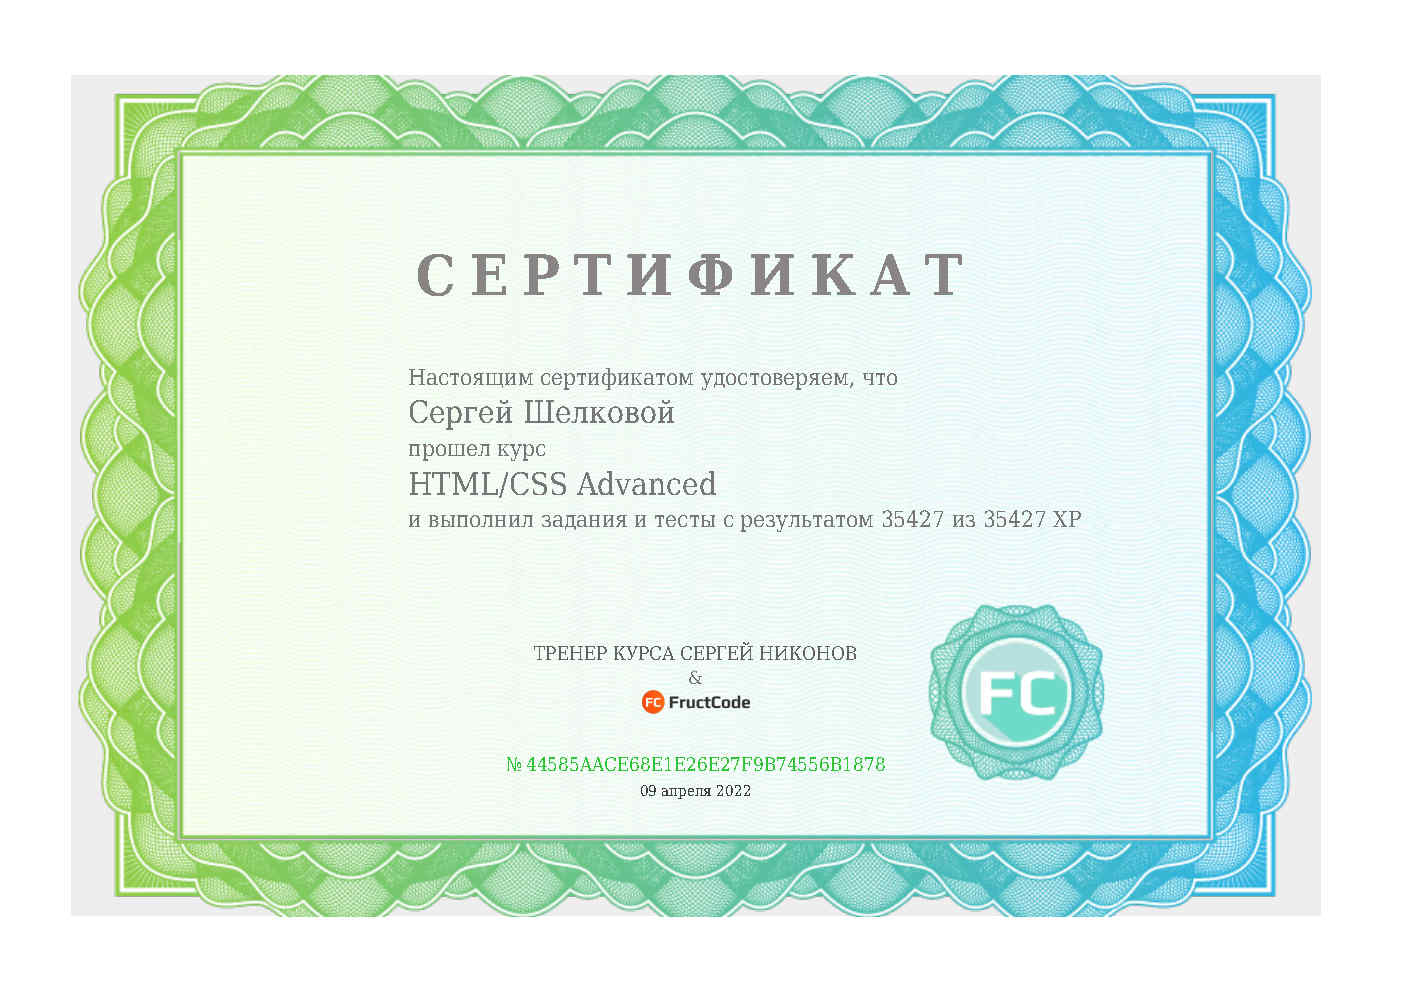 СЕРТИФИКАТ
Настоящим сертификатом удостоверяем, что
Сергей Шелковой
прошел курс
HTML/CSS Advanced
и выполнил задания и тесты с результатом 35427 из 35427 XP
ТРЕНЕР КУРСА СЕРГЕЙ НИКОНОВ
&
FC FructCode
FC
№ 44585AACE68E1E26E27F9B74556B1878
09 апреля 2022